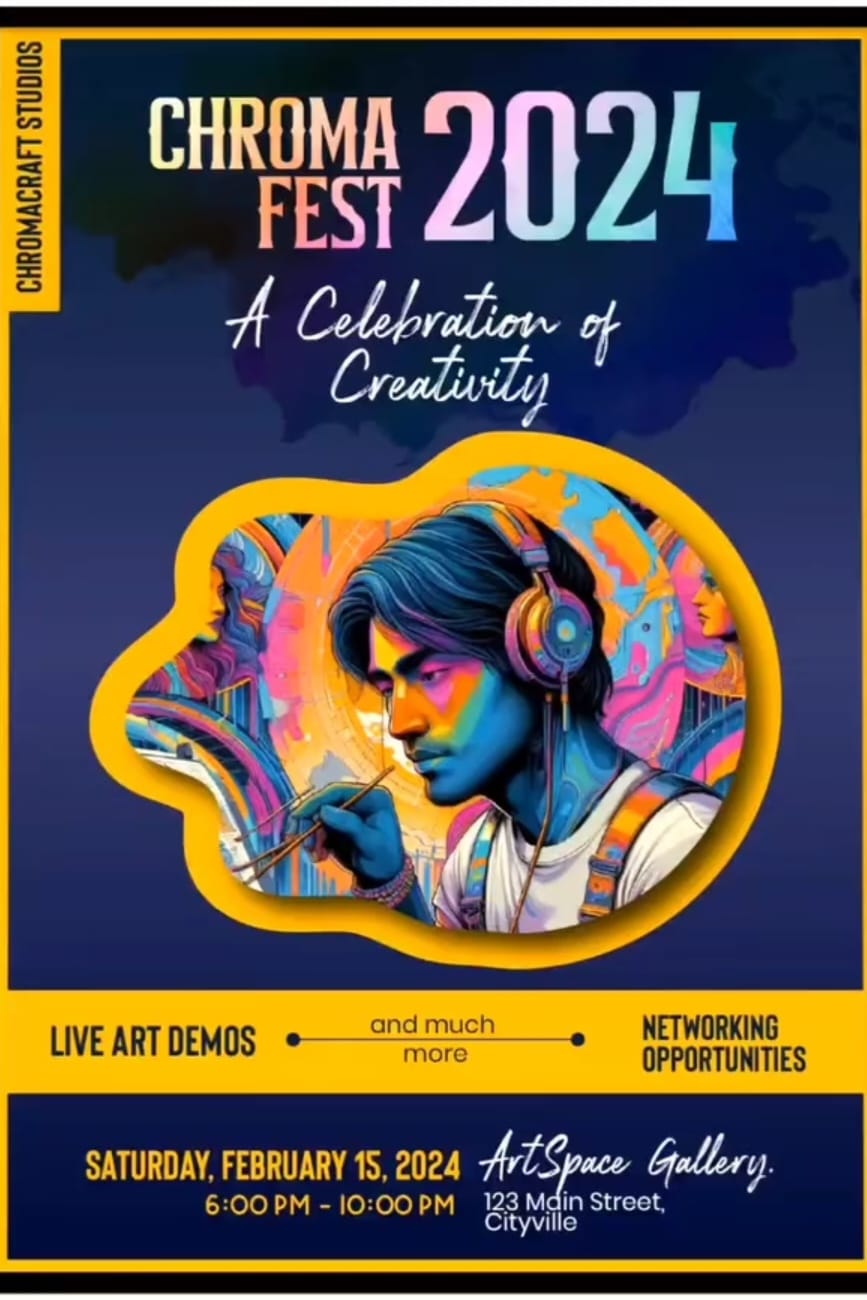 CHROMACRAFT STUDIOS
CHROMA
FEST
2024
A Celebration of
Creativity
LIVE ART DEMOS
and much
more
NETWORKING
OPPORTUNITIES
SATURDAY, FEBRUARY 15, 2024
6:00 PM - 10:00 PM
ArtSpace Gallery.
123 Main Street,
Cityville